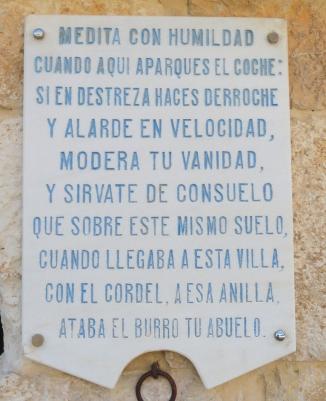 MEDITA CON HUMILDAD
CUANDO AQUI APARQUES EL COCHE:
SI EN DESTREZA HACES DERROCHE
Y ALARDE EN VELOCIDAD,
MODERA TU VANIDAD,
Y SIRVATE DE CONSUELO
QUE SOBRE ESTE MISMO SUELO,
CUANDO LLEGABA A ESTA VILLA,
CON EL CORDEL, A ESA ANILLA,
ATABA EL BURRO TU ABUELO.